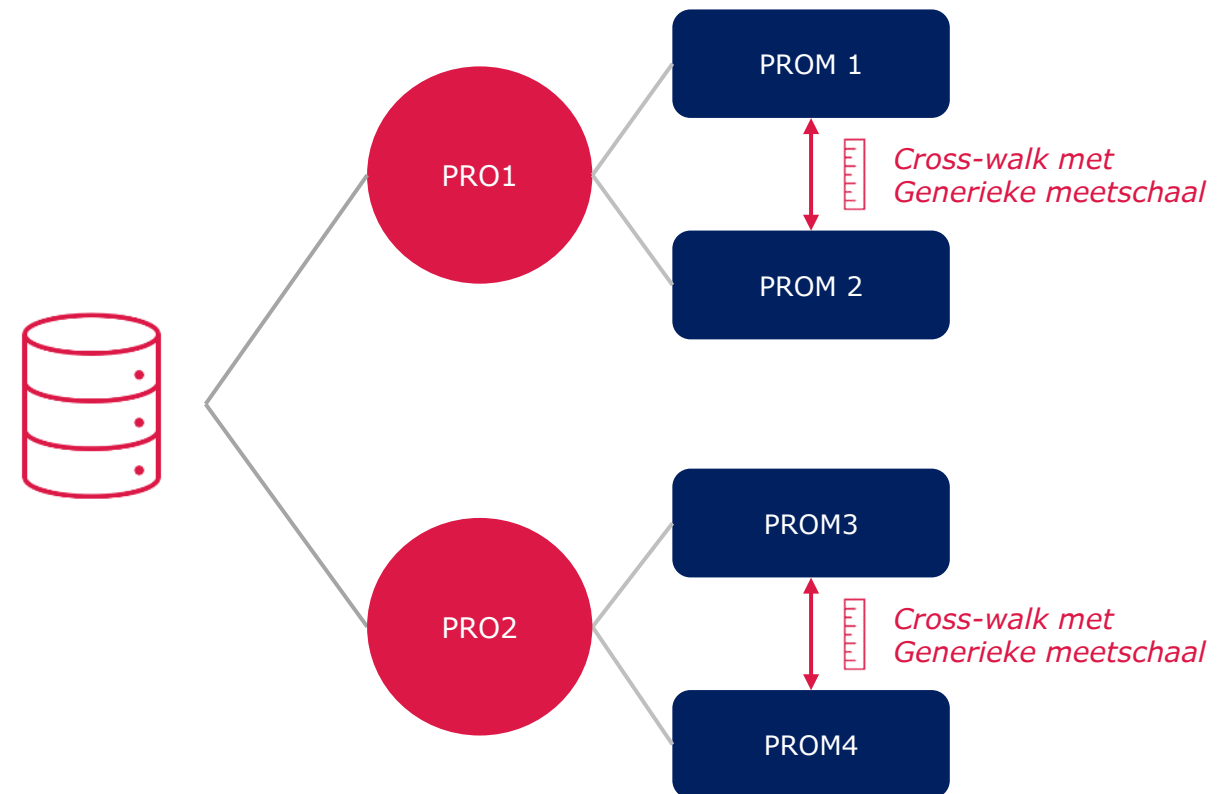 PROM 1
PRO1
Cross-walk met
Generieke meetschaal
PROM 2
PROM3
PRO2
Cross-walk met
Generieke meetschaal
PROM4